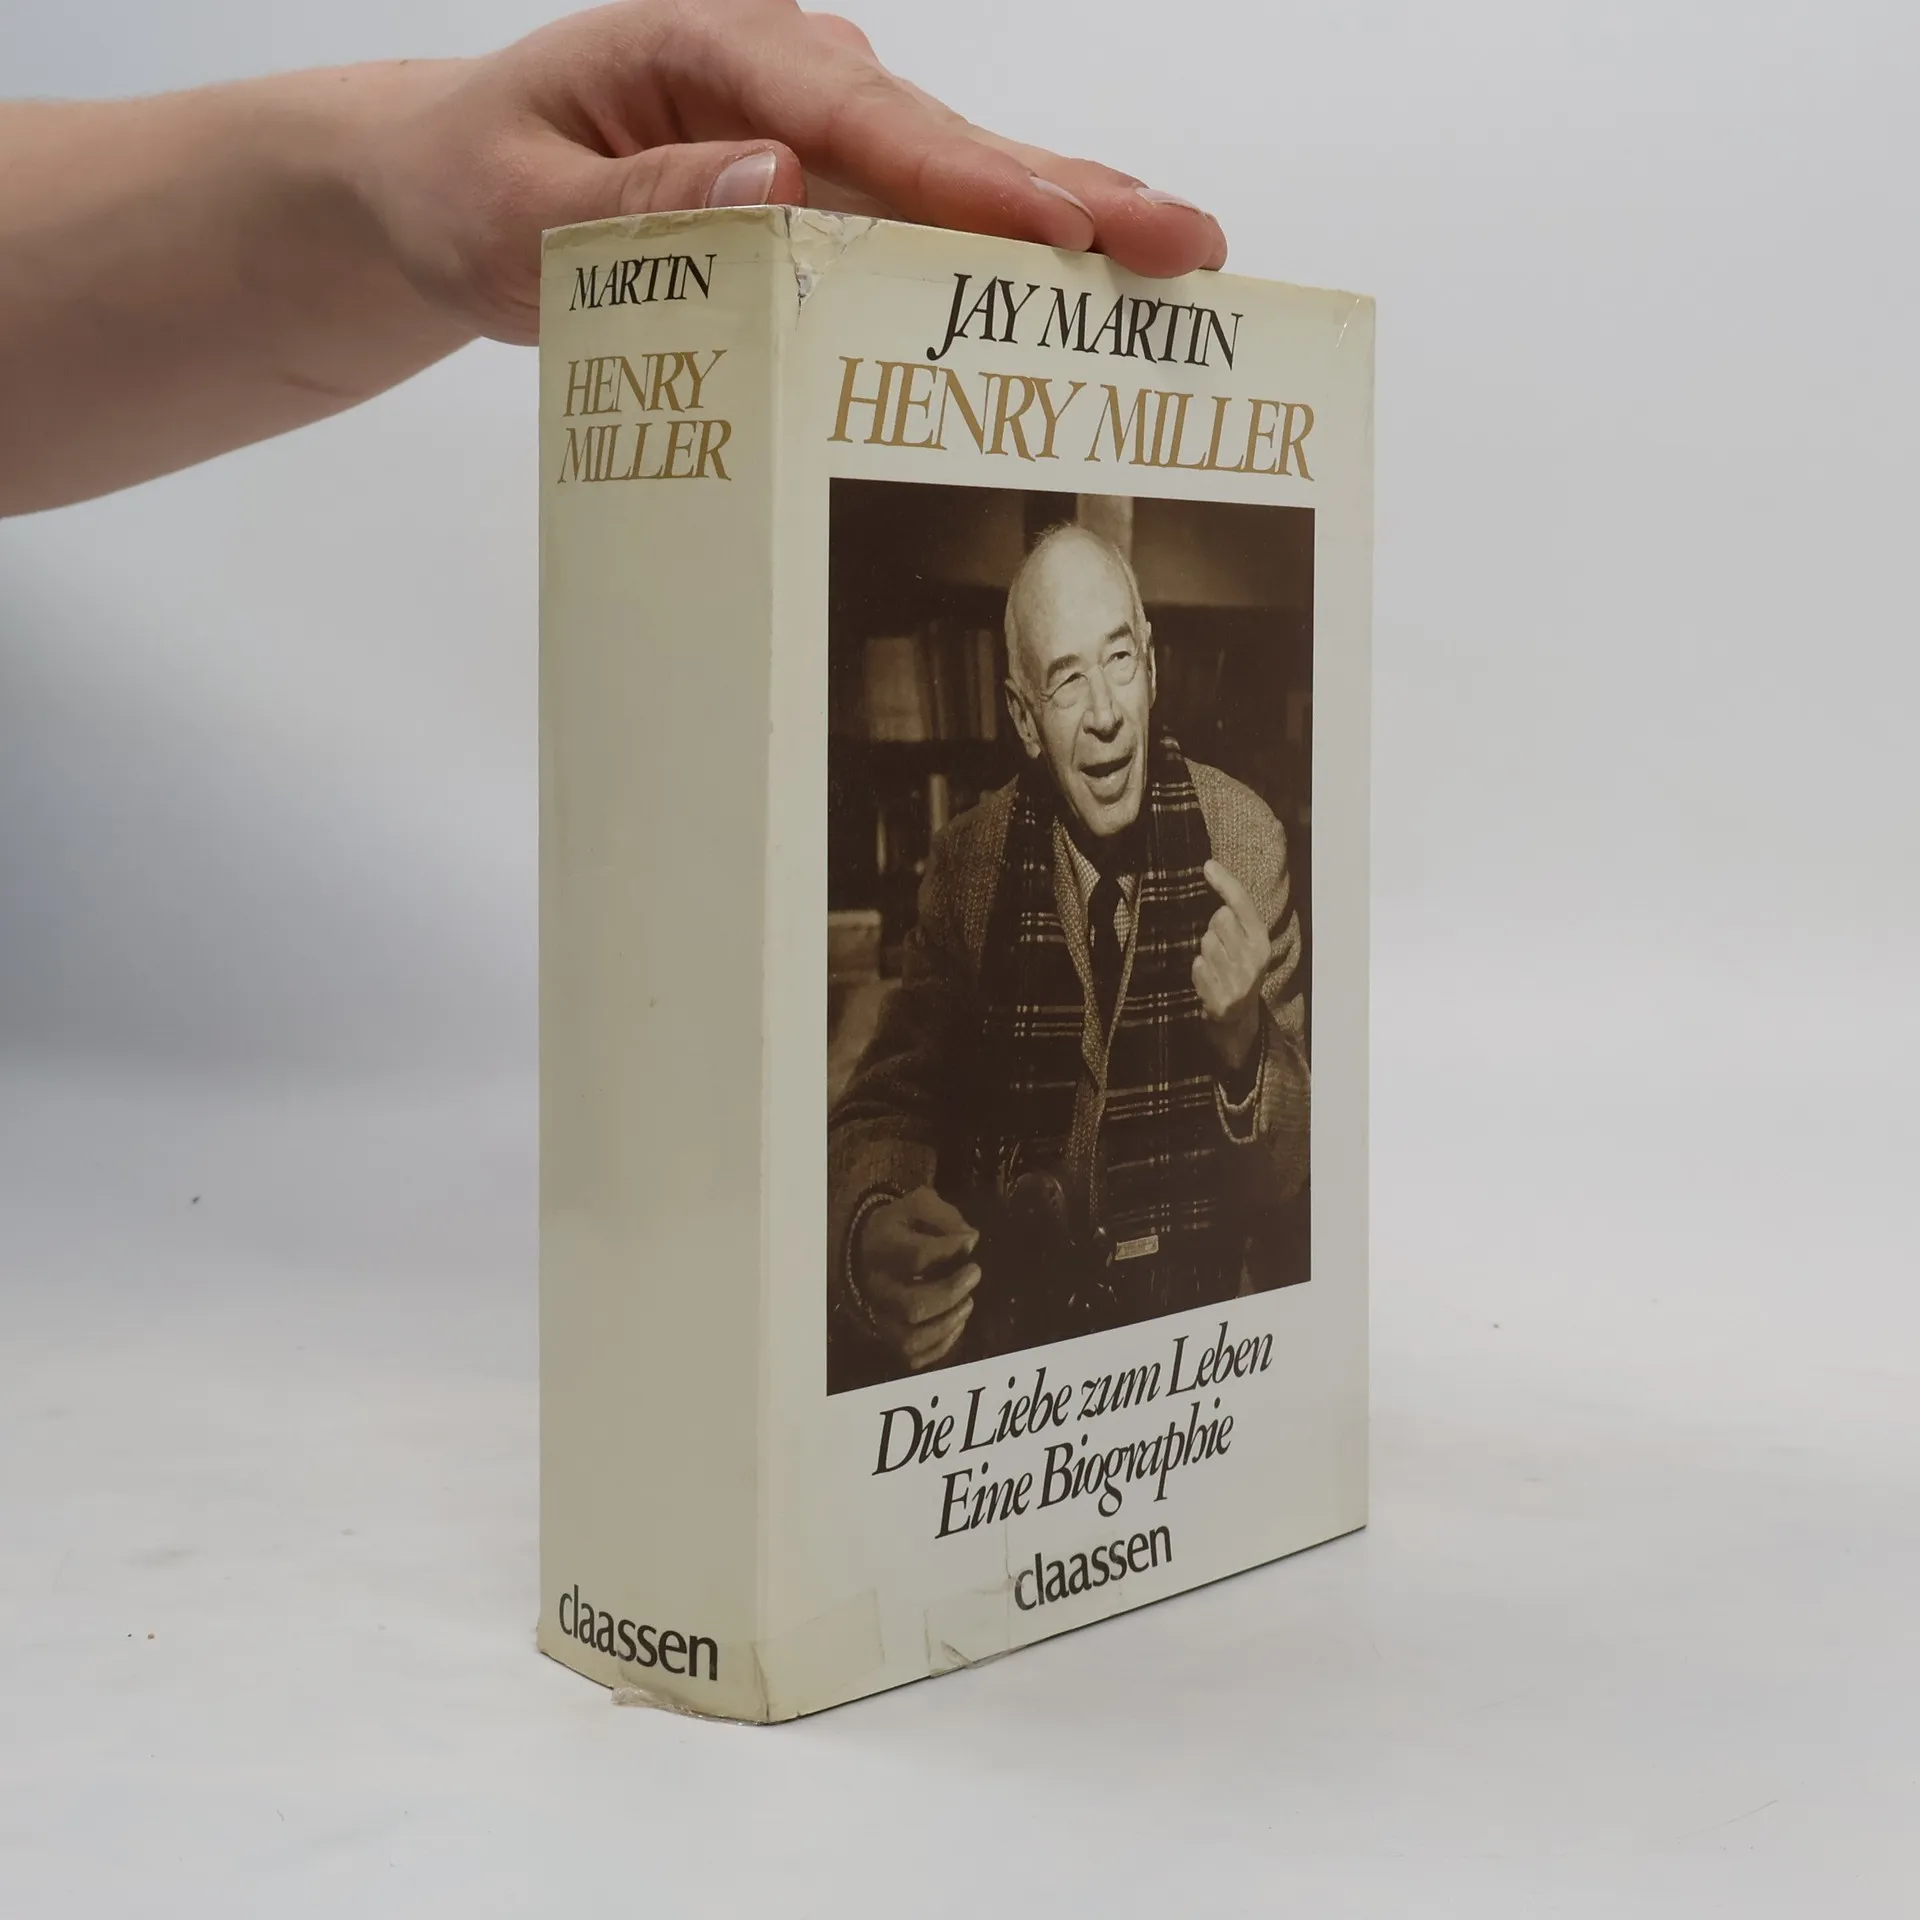 MARTIN
HENRY
MILLER
claassen
JAY MARTIN
HENRY MILLER
Die Liebe zum Leben
Eine Biographie
claassen